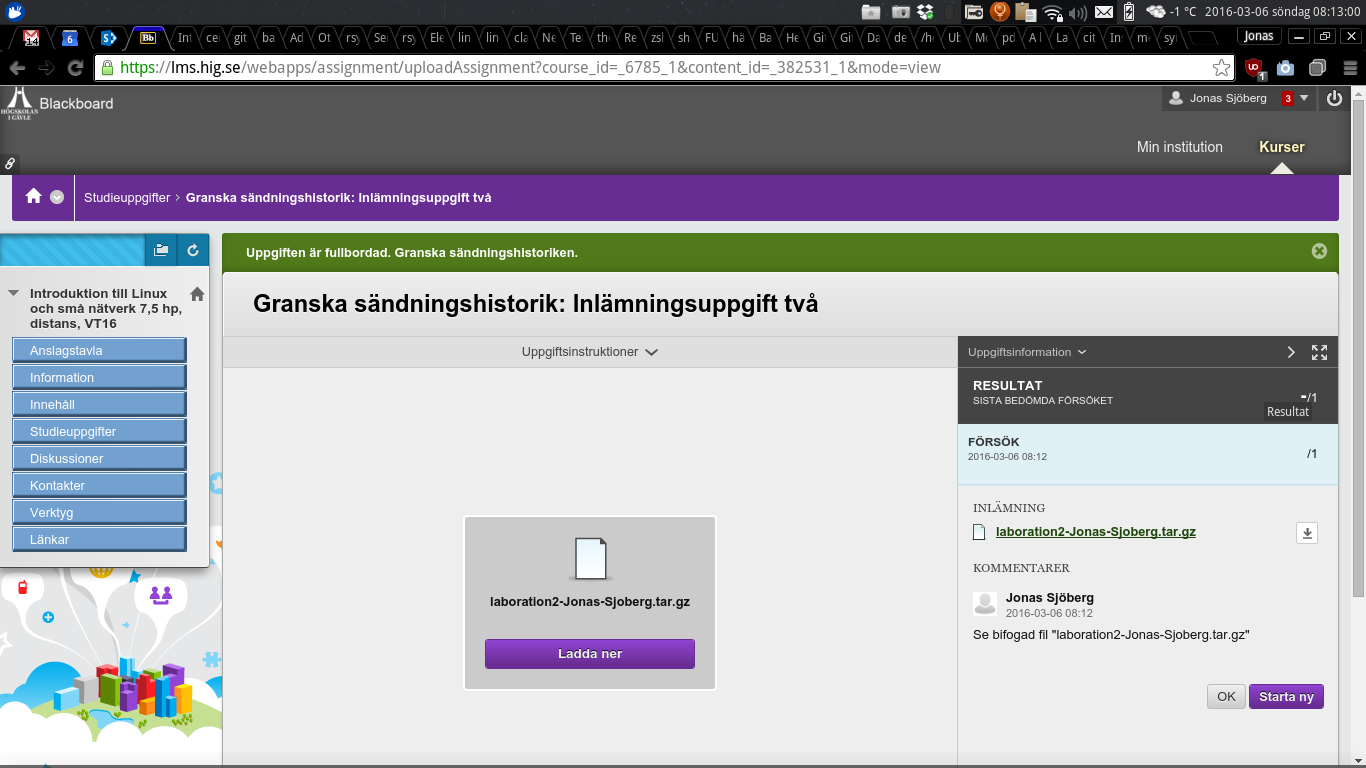 -1 °C 2016-03-06 söndag 08:13:00
14 6 Bb In ce git ba Ad Ot rsy Se rsy Ele lin lin cla Ne Te. th Re zsl sh FU hä Ba He Gi Gi Da de /h Ub M pd A l La cit In m sy Jonas
https://lms.hig.se/webapps/assignment/uploadAssignment?course_id=_6785_1&content_id=_382531_1&mode=view
1
HÖGSKOLAN
I GÄVLE
Blackboard
Jonas Sjöberg 3
Min institution Kurser
Studieuppgifter › Granska sändningshistorik: Inlämningsuppgift två
Uppgiften är fullbordad. Granska sändningshistoriken.
Introduktion till Linux
och små nätverk 7,5 hp,
distans, VT16
Anslagstavla
Information
Innehåll
Studieuppgifter
Diskussioner
Kontakter
Verktyg
Länkar
Granska sändningshistorik: Inlämningsuppgift två
Uppgiftsinstruktioner
laboration2-Jonas-Sjoberg.tar.gz
Ladda ner
Uppgiftsinformation
RESULTAT
SISTA BEDÖMDA FÖRSÖKET
-/1
Resultat
FÖRSÖK
2016-03-06 08:12
/1
INLÄMNING
laboration2-Jonas-Sjoberg.tar.gz
KOMMENTARER
Jonas Sjöberg
2016-03-06 08:12
Se bifogad fil "laboration2-Jonas-Sjoberg.tar.gz"
OK Starta ny